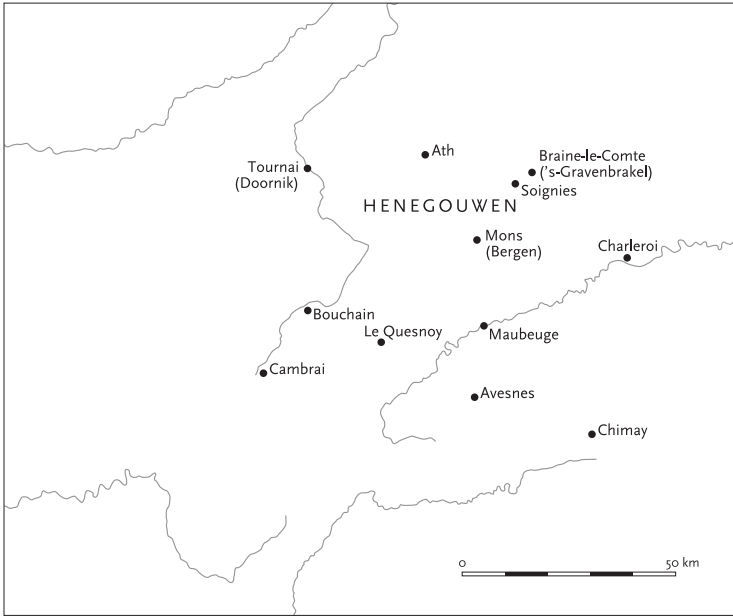 Ath
Tournai
(Doornik)
Braine-le-Comte
('s-Gravenbrakel)
Soignies
HENEGOUWEN
Mons
(Bergen)
Charleroi
Bouchain
Le Quesnoy
Maubeuge
Cambrai
Avesnes
Chimay
0 50 km